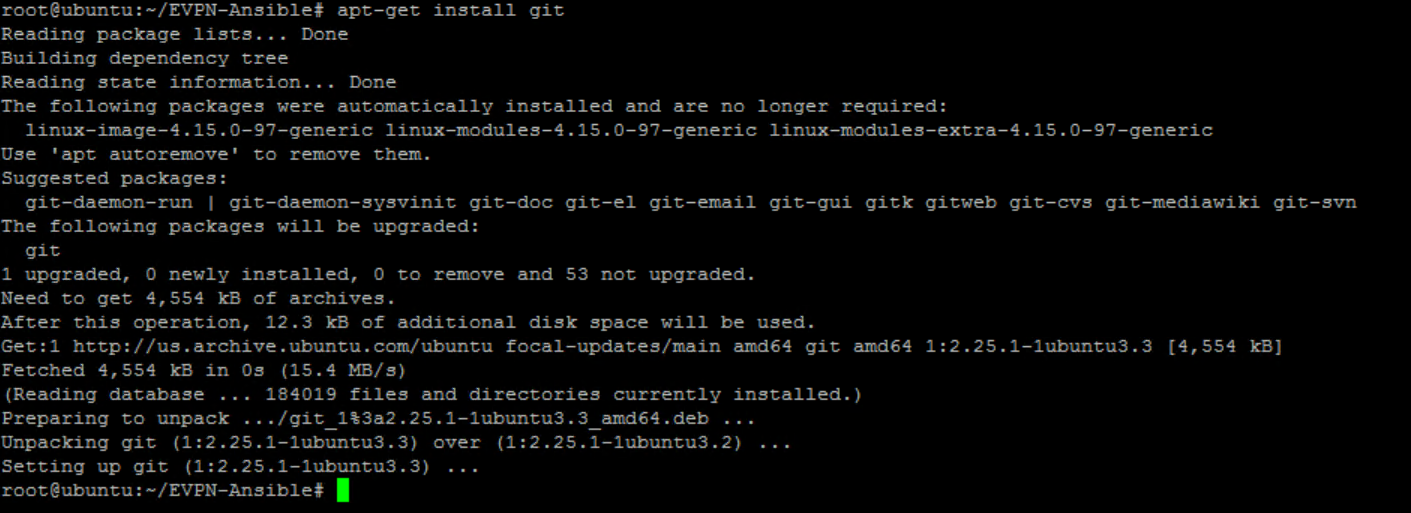 root@ubuntu:~/EVPN-Ansible# apt-get install git
Reading package lists... Done
Building dependency tree
Reading state information... Done
The following packages were automatically installed and are no longer required:
  linux-image-4.15.0-97-generic linux-modules-4.15.0-97-generic linux-modules-extra-4.15.0-97-generic
Use 'apt autoremove' to remove them.
Suggested packages:
  git-daemon-run | git-daemon-sysvinit git-doc git-el git-email git-gui gitk gitweb git-cvs git-mediawiki git-svn
The following packages will be upgraded:
  git
1 upgraded, 0 newly installed, 0 to remove and 53 not upgraded.
Need to get 4,554 kB of archives.
After this operation, 12.3 kB of additional disk space will be used.
Get:1 http://us.archive.ubuntu.com/ubuntu focal-updates/main amd64 git amd64 1:2.25.1-1ubuntu3.3 [4,554 kB]
Fetched 4,554 kB in 0s (15.4 MB/s)
(Reading database ... 184019 files and directories currently installed.)
Preparing to unpack .../git_1%3a2.25.1-1ubuntu3.3_amd64.deb ...
Unpacking git (1:2.25.1-1ubuntu3.3) over (1:2.25.1-1ubuntu3.2) ...
Setting up git (1:2.25.1-1ubuntu3.3) ...
root@ubuntu:~/EVPN-Ansible#